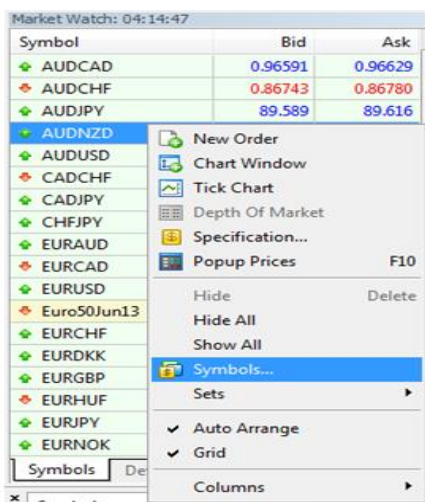 Market Watch: 04:14:47
Symbol Bid Ask
AUDCAD 0.96591 0.96629
AUDCHF 0.86743 0.86780
AUDJPY 89.589 89.616
AUDNZD
AUDUSD
CADCHF
CADJPY
CHFJPY
EURAUD
EURCAD
EURUSD
Euro50Jun13
EURCHF
EURDKK
EURGBP
EURHUF
EURJPY
EURNOK
Symbols De
New Order
Chart Window
Tick Chart
Depth Of Market
Specification...
Popup Prices F10
Hide Delete
Hide All
Show All
Symbols...
Sets
Auto Arrange
Grid
Columns